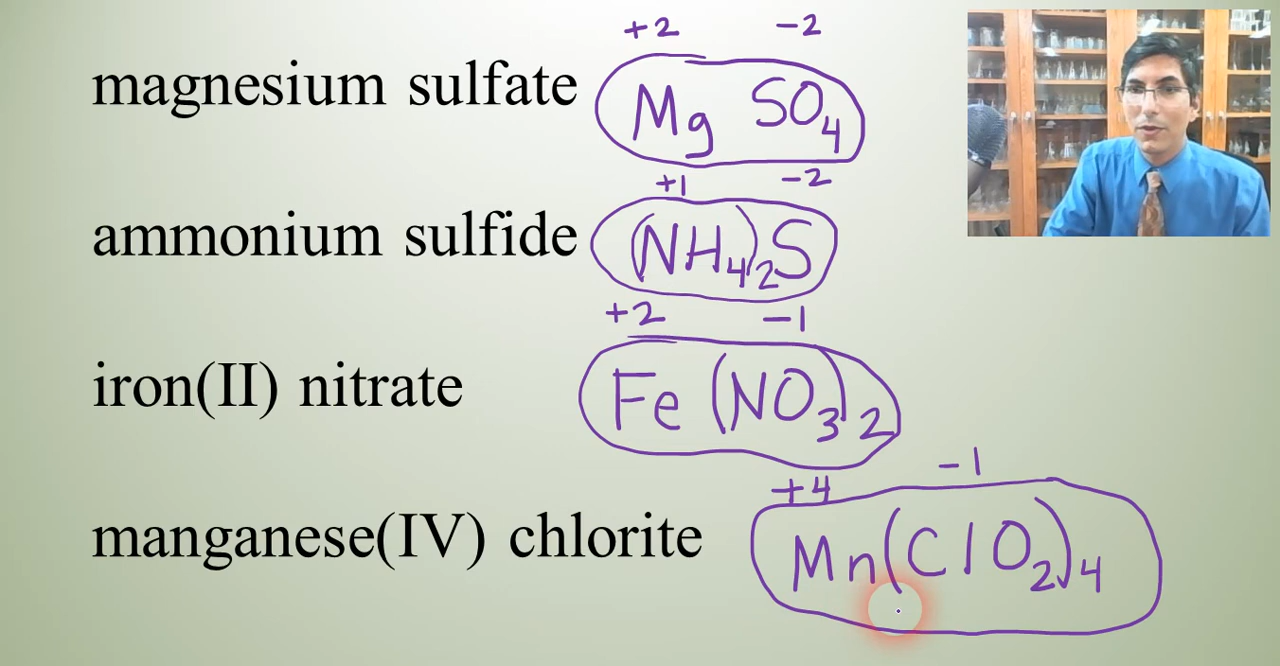 +2 -2
magnesium sulfate Mg SO₄
+1 -2
ammonium sulfide (NH₄)₂S
+2 -1
iron(II) nitrate Fe (NO₃)₂
+4 -1
manganese(IV) chlorite Mn(ClO₂)₄